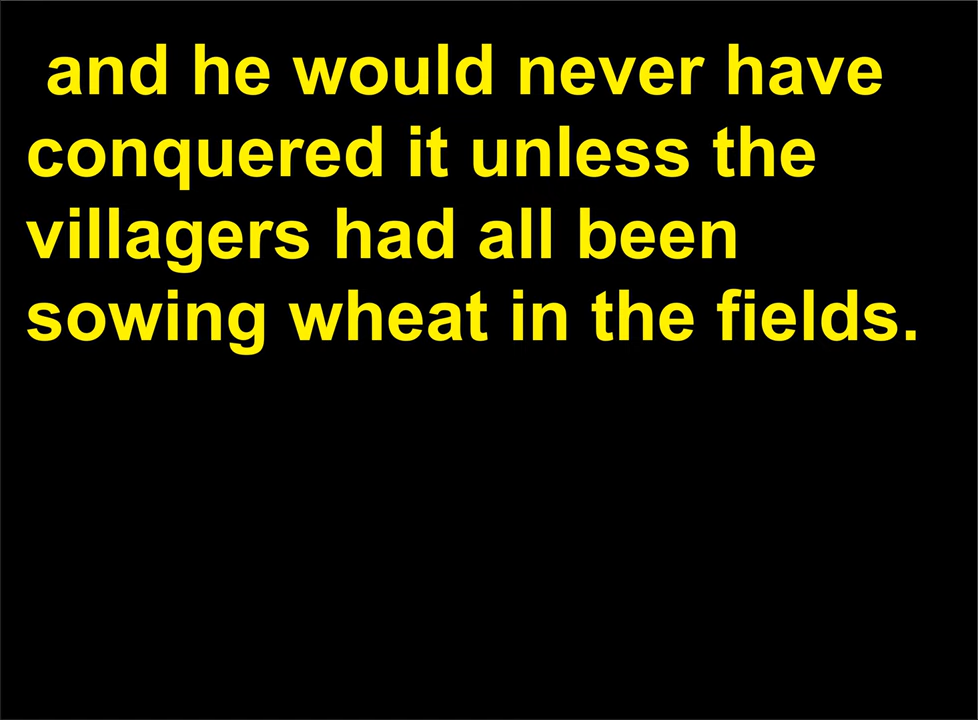 and he would never have
conquered it unless the
villagers had all been
sowing wheat in the fields.